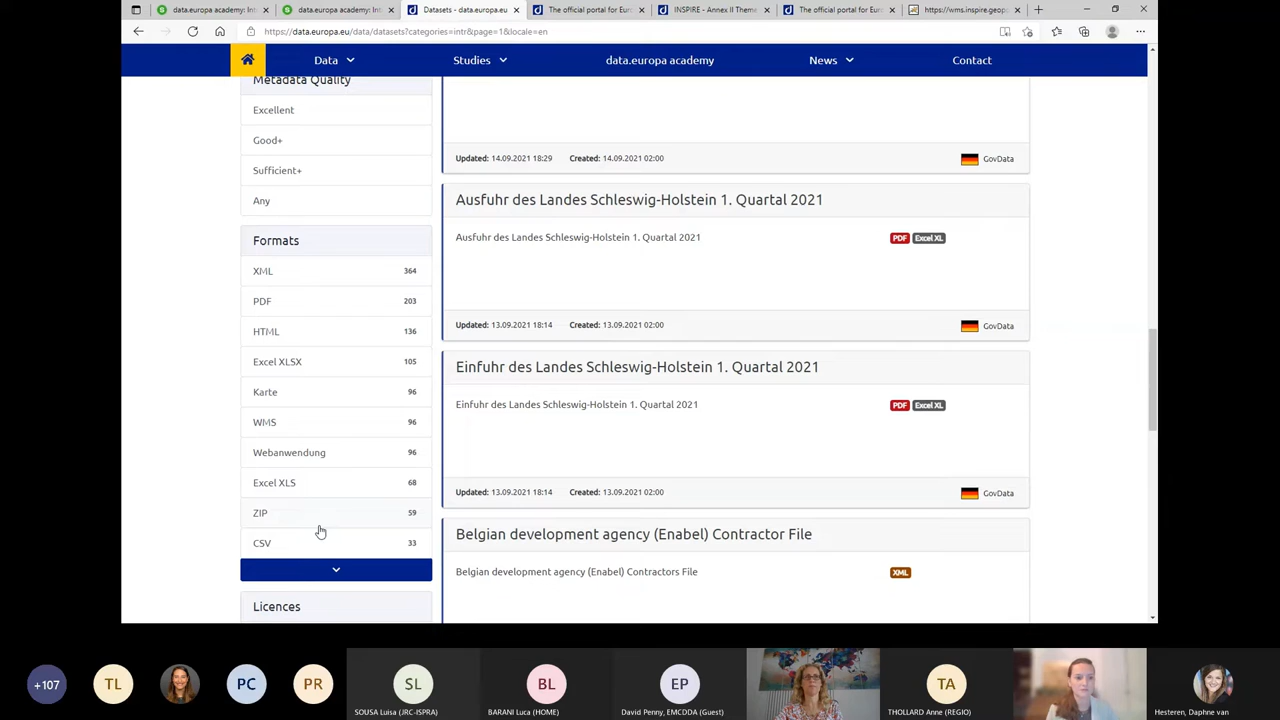 data.europa academy: Int
data.europa academy: Int
Datasets - data.europa.eu
The official portal for Euro
INSPIRE - Annex II Theme
The official portal for Euro
https://wms.inspire.geop
https://data.europa.eu/data/datasets?categories=intr&page=1&locale=en
Data
Studies
data.europa academy
News
Contact
Metadata Quality
Excellent
Good+
Sufficient+
Any
Formats
XML 364
PDF 203
HTML 136
Excel XLSX 105
Karte 96
WMS 96
Webanwendung 96
Excel XLS 68
ZIP 59
CSV 33
Licences
Updated: 14.09.2021 18:29 Created: 14.09.2021 02:00 GovData
Ausfuhr des Landes Schleswig-Holstein 1. Quartal 2021
Ausfuhr des Landes Schleswig-Holstein 1. Quartal 2021 PDF Excel XL
Updated: 13.09.2021 18:14 Created: 13.09.2021 02:00 GovData
Einfuhr des Landes Schleswig-Holstein 1. Quartal 2021
Einfuhr des Landes Schleswig-Holstein 1. Quartal 2021 PDF Excel XL
Updated: 13.09.2021 18:14 Created: 13.09.2021 02:00 GovData
Belgian development agency (Enabel) Contractor File
Belgian development agency (Enabel) Contractors File XML
+107
TL
PC
PR
SL
SOUSA Luisa (JRC-ISPRA)
BL
BARANI Luca (HOME)
EP
David Penny, EMCDDA (Guest)
TA
THOLLARD Anne (REGIO)
Hesteren, Daphne van